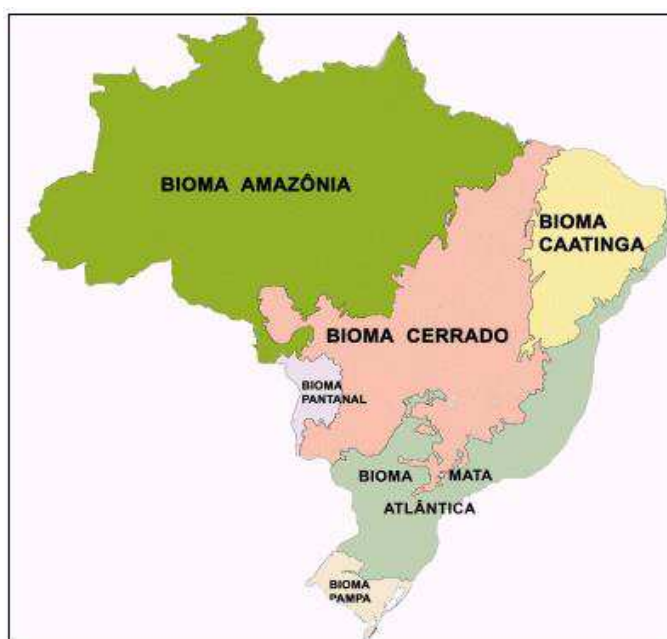 BIOMA AMAZÔNIA
BIOMA
CAATINGA
BIOMA CERRADO
BIOMA
PANTANAL
BIOMA MATA
ATLÂNTICA
BIOMA
PAMPA